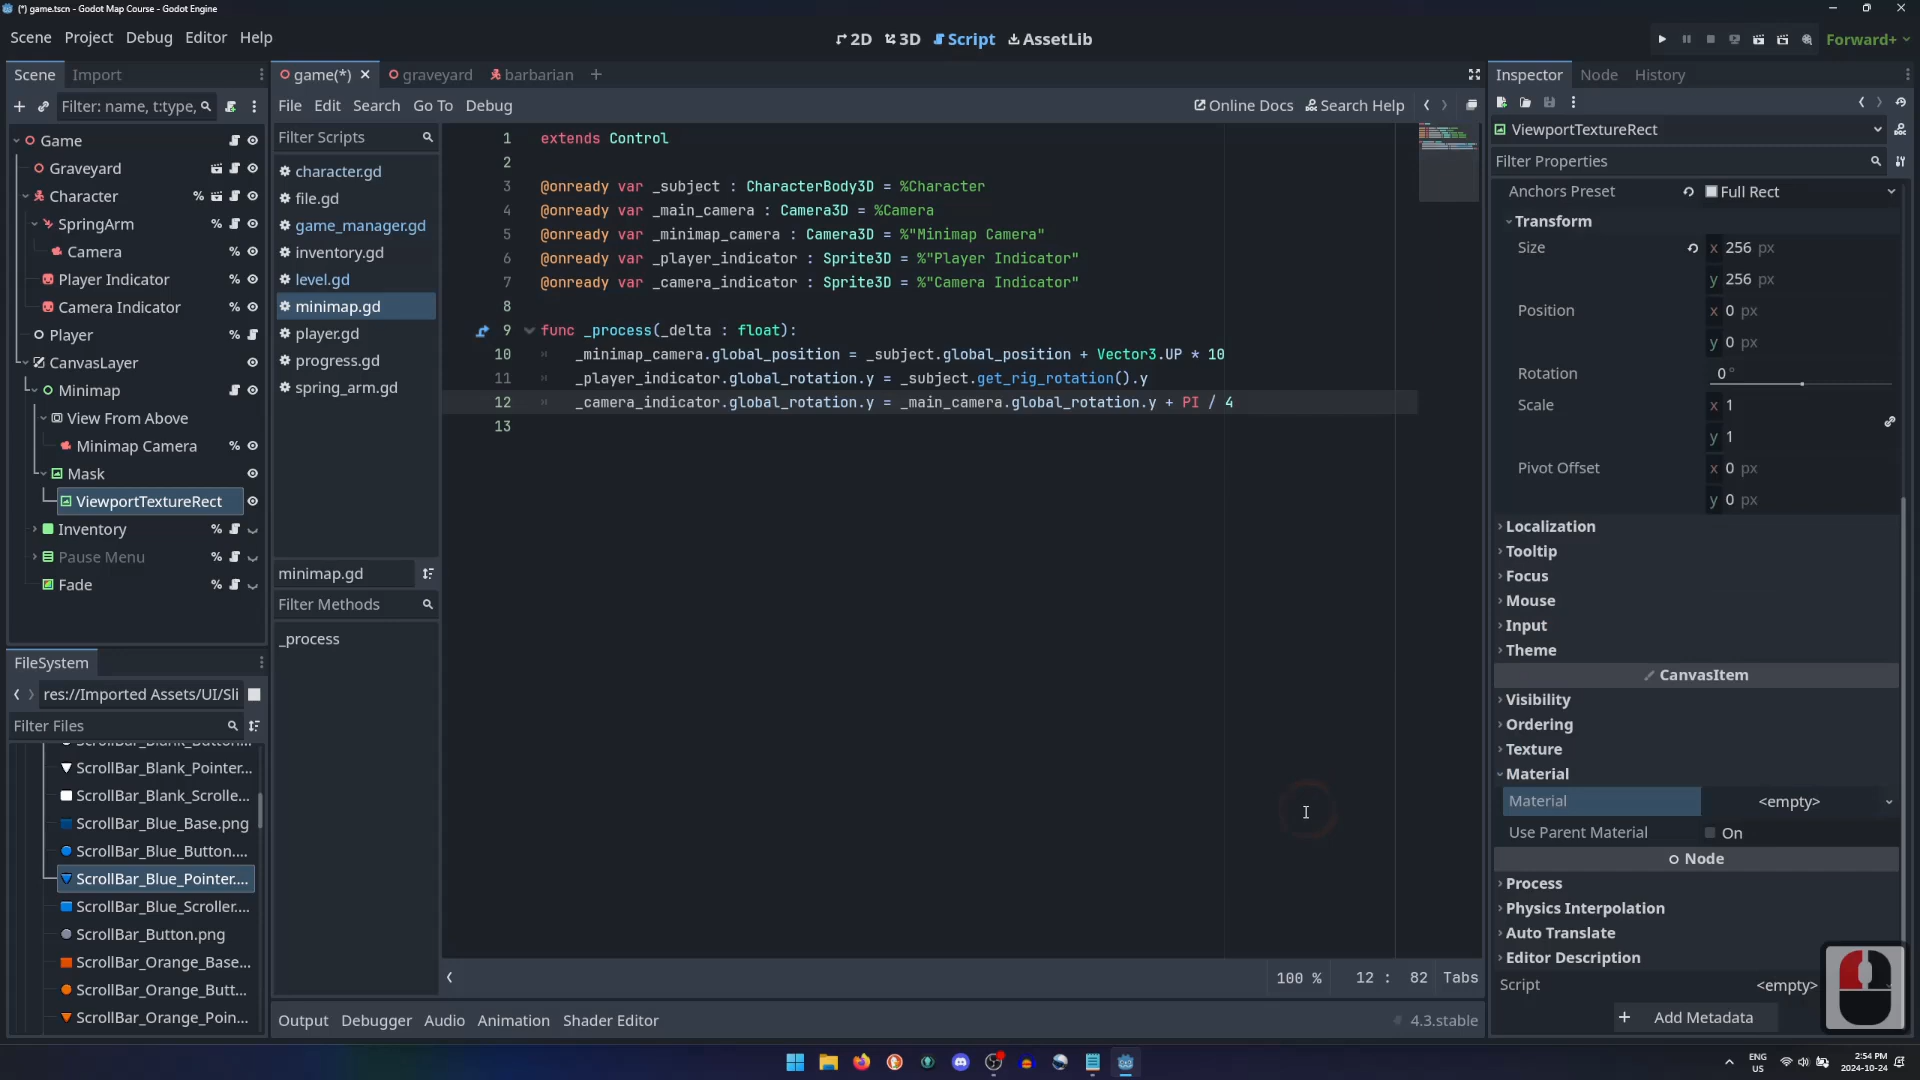 (*) game.tscn - Godot Map Course - Godot Engine
Scene Project Debug Editor Help
2D 3D Script AssetLib
Forward+
Scene Import
Filter: name, t:type,
Game
Graveyard
Character
SpringArm
Camera
Player Indicator
Camera Indicator
Player
CanvasLayer
Minimap
View From Above
Minimap Camera
Mask
ViewportTextureRect
Inventory
Pause Menu
Fade
FileSystem
res://Imported Assets/UI/Sli
Filter Files
ScrollBar_Blank_Button...
ScrollBar_Blank_Pointer...
ScrollBar_Blank_Scrolle...
ScrollBar_Blue_Base.png
ScrollBar_Blue_Button....
ScrollBar_Blue_Pointer....
ScrollBar_Blue_Scroller....
ScrollBar_Button.png
ScrollBar_Orange_Base...
ScrollBar_Orange_Butt...
ScrollBar_Orange_Poin...
game(*) graveyard barbarian
File Edit Search Go To Debug
Online Docs Search Help
Filter Scripts
character.gd
file.gd
game_manager.gd
inventory.gd
level.gd
minimap.gd
player.gd
progress.gd
spring_arm.gd
minimap.gd
Filter Methods
_process
1 extends Control
2
3 @onready var _subject : CharacterBody3D = %Character
4 @onready var _main_camera : Camera3D = %Camera
5 @onready var _minimap_camera : Camera3D = %"Minimap Camera"
6 @onready var _player_indicator : Sprite3D = %"Player Indicator"
7 @onready var _camera_indicator : Sprite3D = %"Camera Indicator"
8
9 func _process(_delta : float):
10 _minimap_camera.global_position = _subject.global_position + Vector3.UP * 10
11 _player_indicator.global_rotation.y = _subject.get_rig_rotation().y
12 _camera_indicator.global_rotation.y = _main_camera.global_rotation.y + PI / 4
13
100 % 12 : 82 Tabs
Output Debugger Audio Animation Shader Editor
4.3.stable
Inspector Node History
ViewportTextureRect
Filter Properties
Anchors Preset Full Rect
Transform
Size x 256 px
y 256 px
Position x 0 px
y 0 px
Rotation 0 °
Scale x 1
y 1
Pivot Offset x 0 px
y 0 px
Localization
Tooltip
Focus
Mouse
Input
Theme
CanvasItem
Visibility
Ordering
Texture
Material
Material <empty>
Use Parent Material On
Node
Process
Physics Interpolation
Auto Translate
Editor Description
Script <empty>
Add Metadata
ENG
US
2:54 PM
2024-10-24